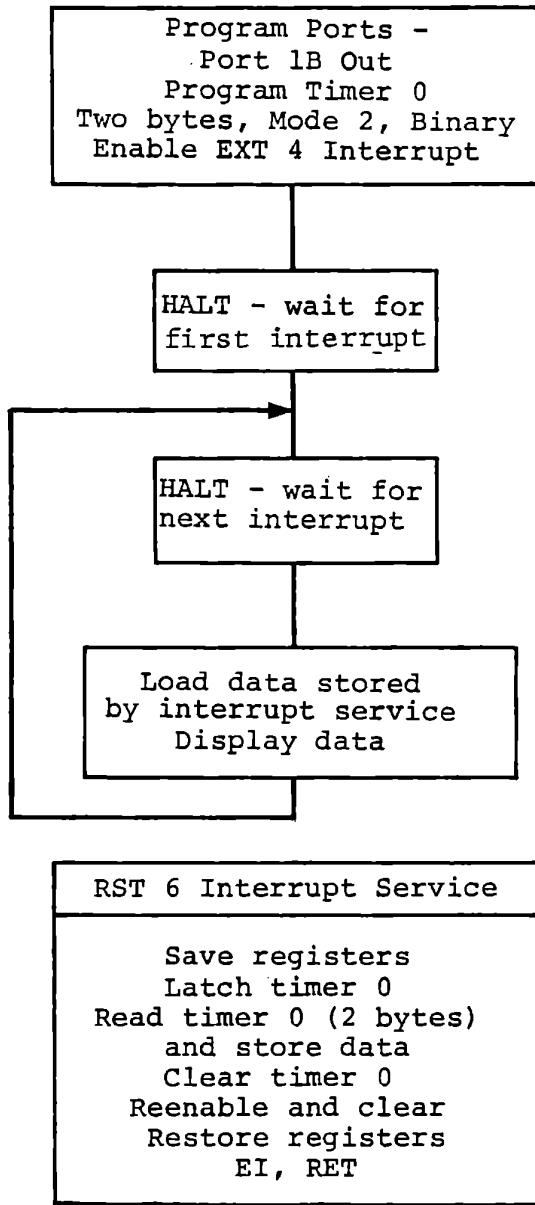 Program Ports -
Port 1B Out
Program Timer 0
Two bytes, Mode 2, Binary
Enable EXT 4 Interrupt
HALT - wait for
first interrupt
HALT - wait for
next interrupt
Load data stored
by interrupt service
Display data
RST 6 Interrupt Service
Save registers
Latch timer 0
Read timer 0 (2 bytes)
and store data
Clear timer 0
Reenable and clear
Restore registers
EI, RET